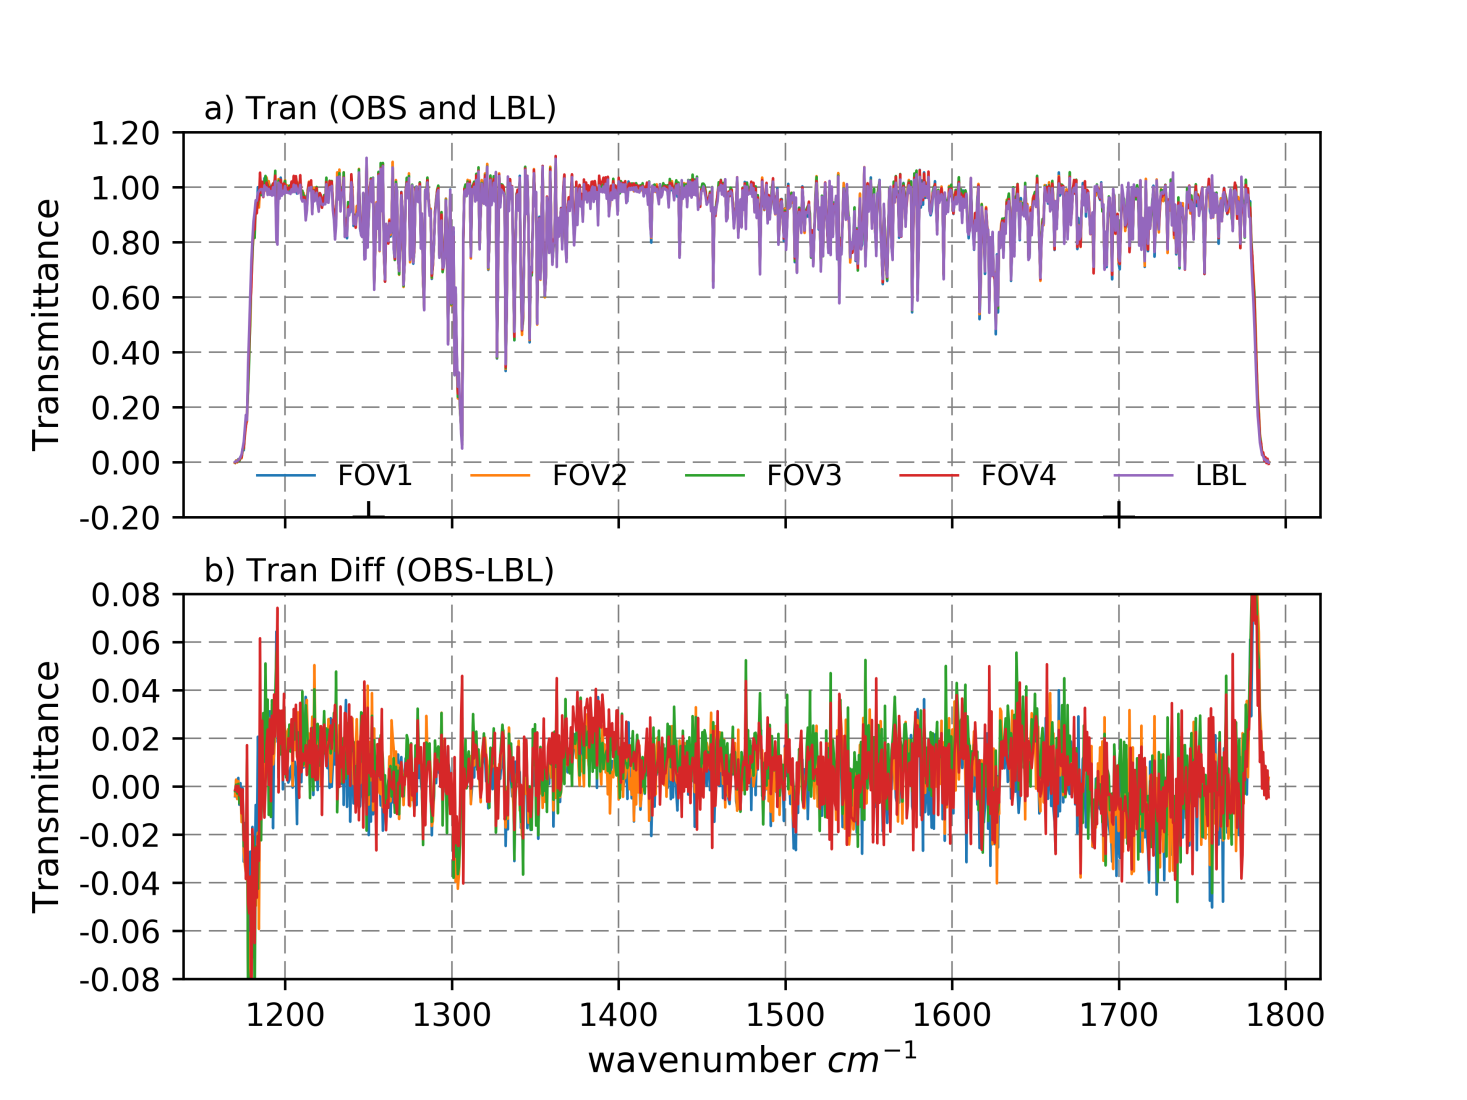 a) Tran (OBS and LBL)
1.20
1.00
0.80
0.60
0.40
0.20
0.00
-0.20
Transmittance
FOV1 FOV2 FOV3 FOV4 LBL
b) Tran Diff (OBS-LBL)
0.08
0.06
0.04
0.02
0.00
-0.02
-0.04
-0.06
-0.08
Transmittance
1200 1300 1400 1500 1600 1700 1800
wavenumber cm⁻¹